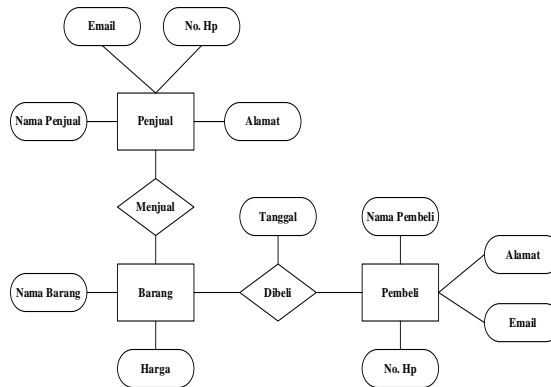 Email
No. Hp
Nama Penjual
Penjual
Alamat
Menjual
Tanggal
Nama Pembeli
Alamat
Nama Barang
Barang
Dibeli
Pembeli
Email
Harga
No. Hp